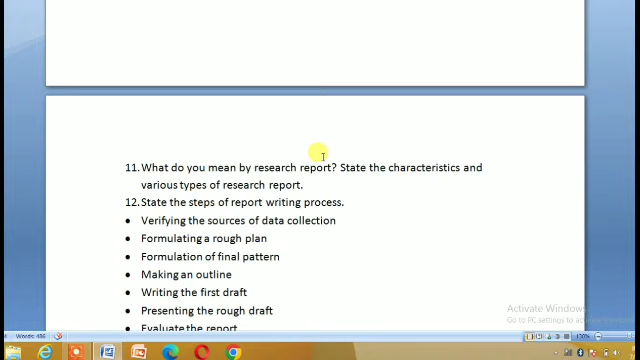 11. What do you mean by research report? State the characteristics and
various types of research report.
12. State the steps of report writing process.
• Verifying the sources of data collection
• Formulating a rough plan
• Formulation of final pattern
• Making an outline
• Writing the first draft
Activate Windows
• Presenting the rough draft
Go to PC settings to activate Windows.
• Evaluate the report
Words: 486
130%